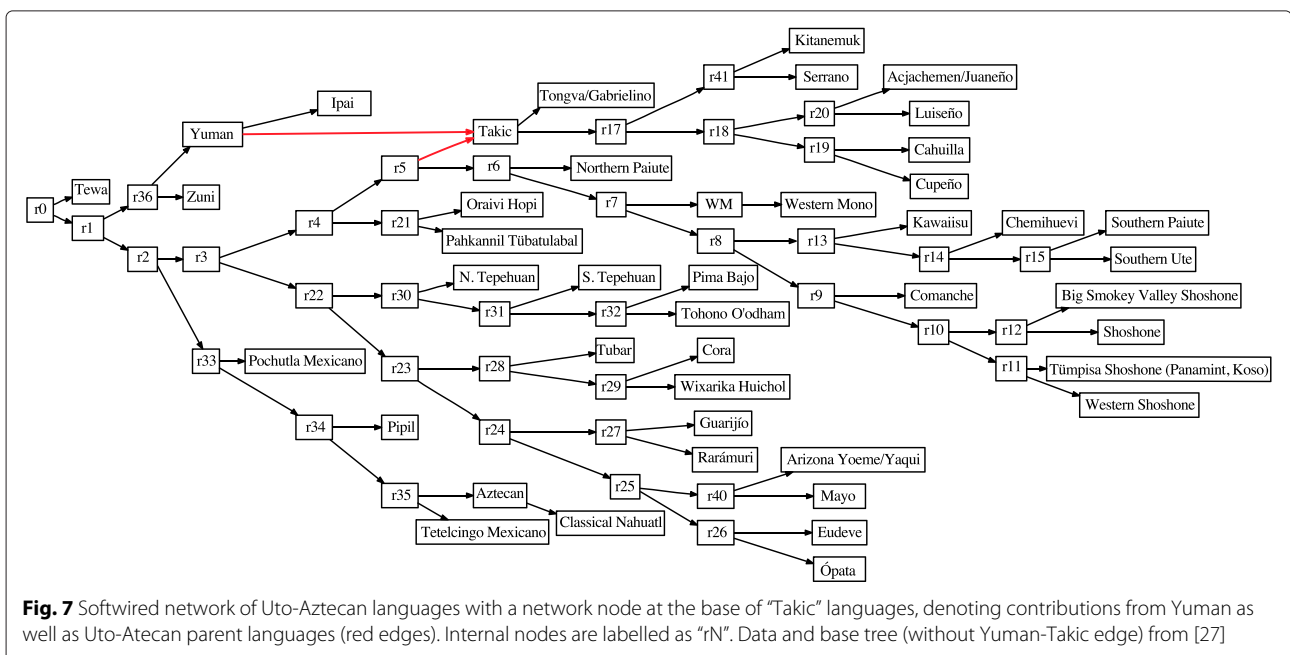 Kitanemuk
r41
Serrano
Acjachemen/Juaneño
Tongva/Gabrielino
Ipai
r20
Luiseño
Yuman
Takic
r17
r18
r19
Cahuilla
Cupeño
r5
r6
Northern Paiute
Tewa
r36
Zuni
r0
r1
r4
r21
Oraivi Hopi
Pahkannil Tübatulabal
r7
WM
Western Mono
r8
r13
Kawaiisu
Chemihuevi
Southern Paiute
r14
r15
Southern Ute
r2
r3
r22
r30
N. Tepehuan
S. Tepehuan
Pima Bajo
r31
r32
Tohono O'odham
r9
Comanche
Big Smokey Valley Shoshone
r10
r12
Shoshone
r33
Pochutla Mexicano
r23
r28
Tubar
Cora
r29
Wixarika Huichol
r11
Tümpisa Shoshone (Panamint, Koso)
Western Shoshone
r34
Pipil
r24
r27
Guarijío
Rarámuri
Arizona Yoeme/Yaqui
r25
r40
Mayo
r35
Aztecan
Tetelcingo Mexicano
Classical Nahuatl
r26
Eudeve
Ópata
Fig. 7 Softwired network of Uto-Aztecan languages with a network node at the base of “Takic” languages, denoting contributions from Yuman as
well as Uto-Atecan parent languages (red edges). Internal nodes are labelled as “rN”. Data and base tree (without Yuman-Takic edge) from [27]